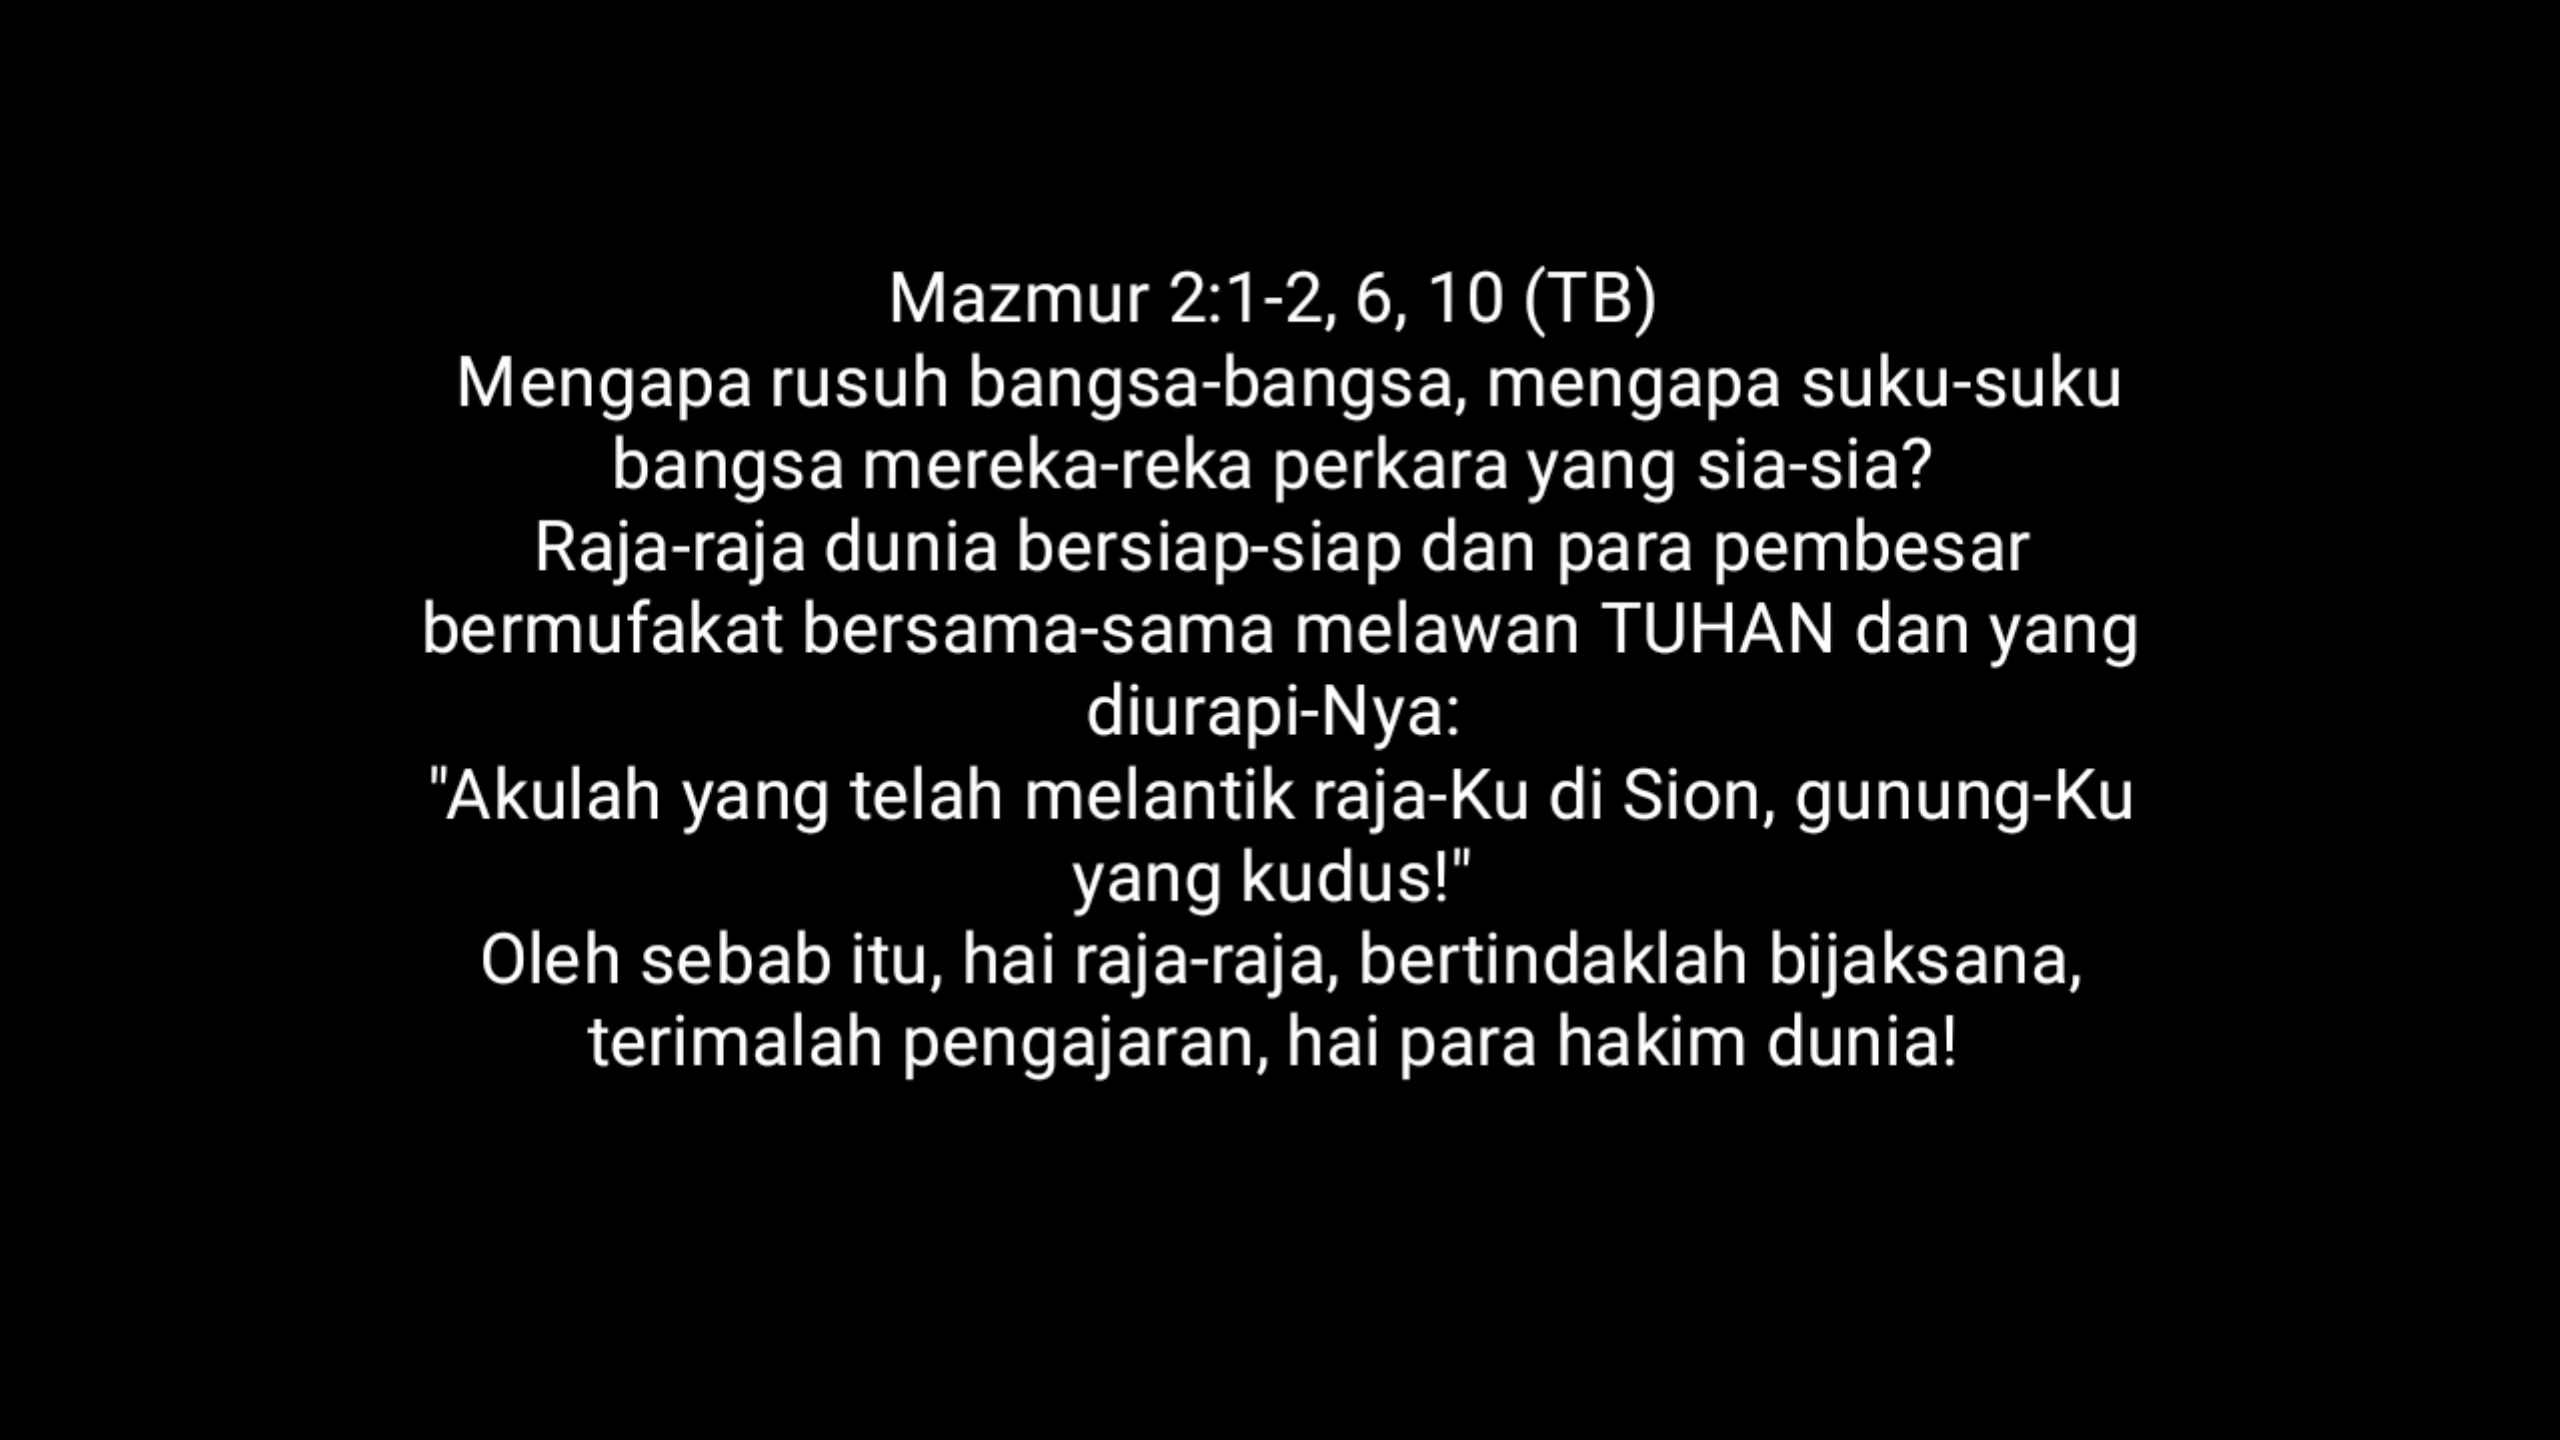 Mazmur 2:1-2, 6, 10 (TB)
Mengapa rusuh bangsa-bangsa, mengapa suku-suku
bangsa mereka-reka perkara yang sia-sia?
Raja-raja dunia bersiap-siap dan para pembesar
bermufakat bersama-sama melawan TUHAN dan yang
diurapi-Nya:
"Akulah yang telah melantik raja-Ku di Sion, gunung-Ku
yang kudus!"
Oleh sebab itu, hai raja-raja, bertindaklah bijaksana,
terimalah pengajaran, hai para hakim dunia!